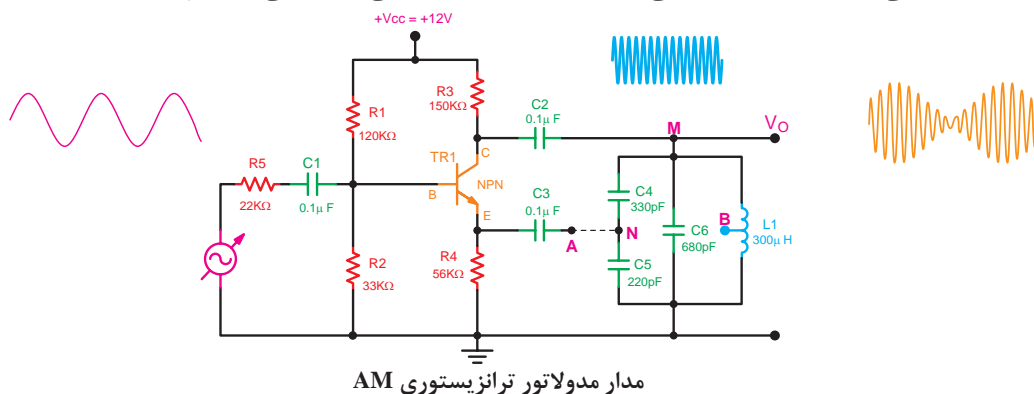 +Vcc = +12V
R3
150KΩ
R1
120KΩ
C2
0.1µ F
M
VO
TR1
C
B
NPN
E
R5
22KΩ
C1
0.1µ F
C3
0.1µ F
A
N
C4
330pF
C5
220pF
C6
680pF
B
L1
300µ H
R2
33KΩ
R4
56KΩ
مدار مدولاتور ترانزیستوری AM